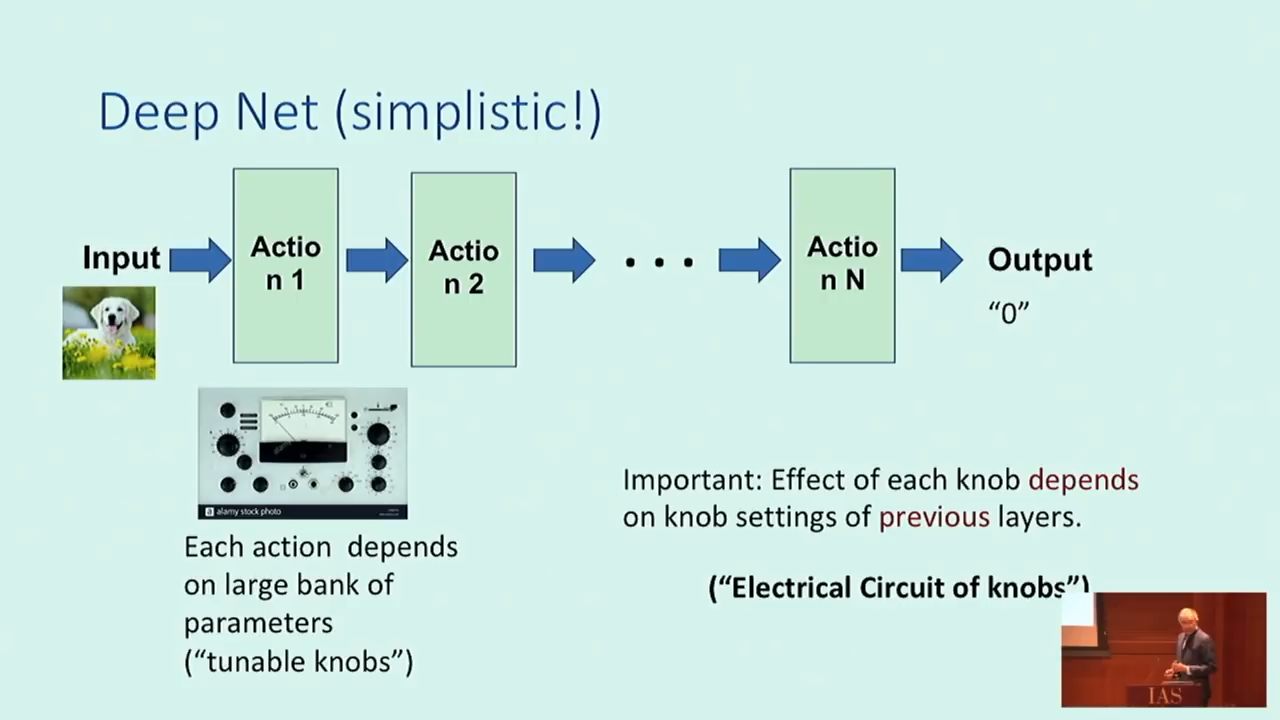 Deep Net (simplistic!)
Input
Actio
n 1
Actio
n 2
. . .
Actio
n N
Output
“0”
a alamy stock photo
Each action depends
on large bank of
parameters
(“tunable knobs”)
Important: Effect of each knob depends
on knob settings of previous layers.
(“Electrical Circuit of knobs”)
IAS